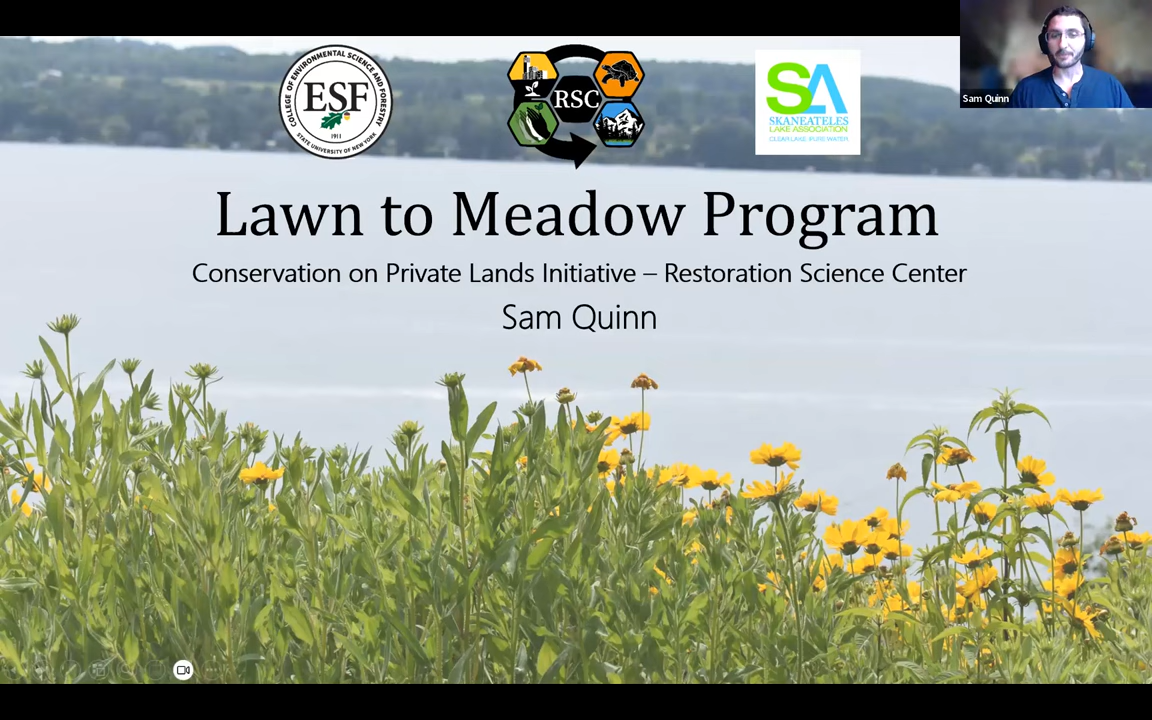 COLLEGE OF ENVIRONMENTAL SCIENCE AND FORESTRY
ESF
1911
STATE UNIVERSITY OF NEW YORK
RSC
SA
SKANEATELES
LAKE ASSOCIATION
CLEAR LAKE. PURE WATER.
Sam Quinn
Lawn to Meadow Program
Conservation on Private Lands Initiative – Restoration Science Center
Sam Quinn